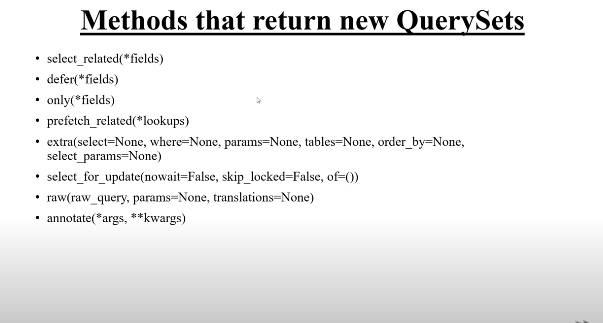 Methods that return new QuerySets
• select_related(*fields)
• defer(*fields)
• only(*fields)
• prefetch_related(*lookups)
• extra(select=None, where=None, params=None, tables=None, order_by=None,
select_params=None)
• select_for_update(nowait=False, skip_locked=False, of=())
• raw(raw_query, params=None, translations=None)
• annotate(*args, **kwargs)